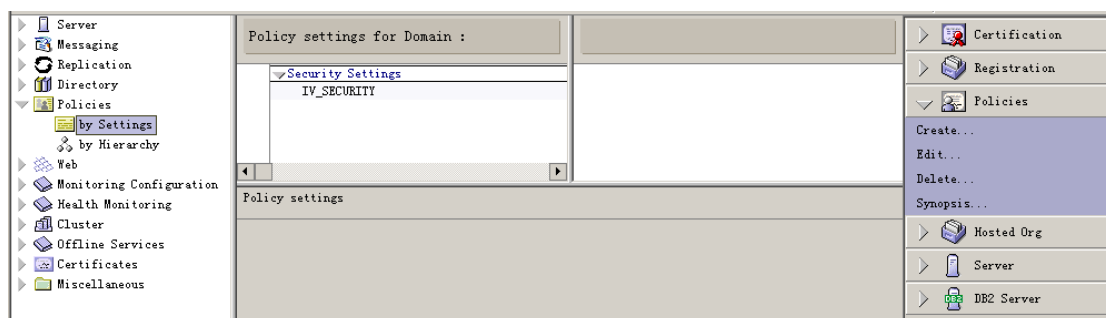 Server
Messaging
Replication
Directory
Policies
by Settings
by Hierarchy
Web
Monitoring Configuration
Health Monitoring
Cluster
Offline Services
Certificates
Miscellaneous
Policy settings for Domain :
Security Settings
IV_SECURITY
Policy settings
Certification
Registration
Policies
Create...
Edit...
Delete...
Synopsis...
Hosted Org
Server
DB2
DB2 Server